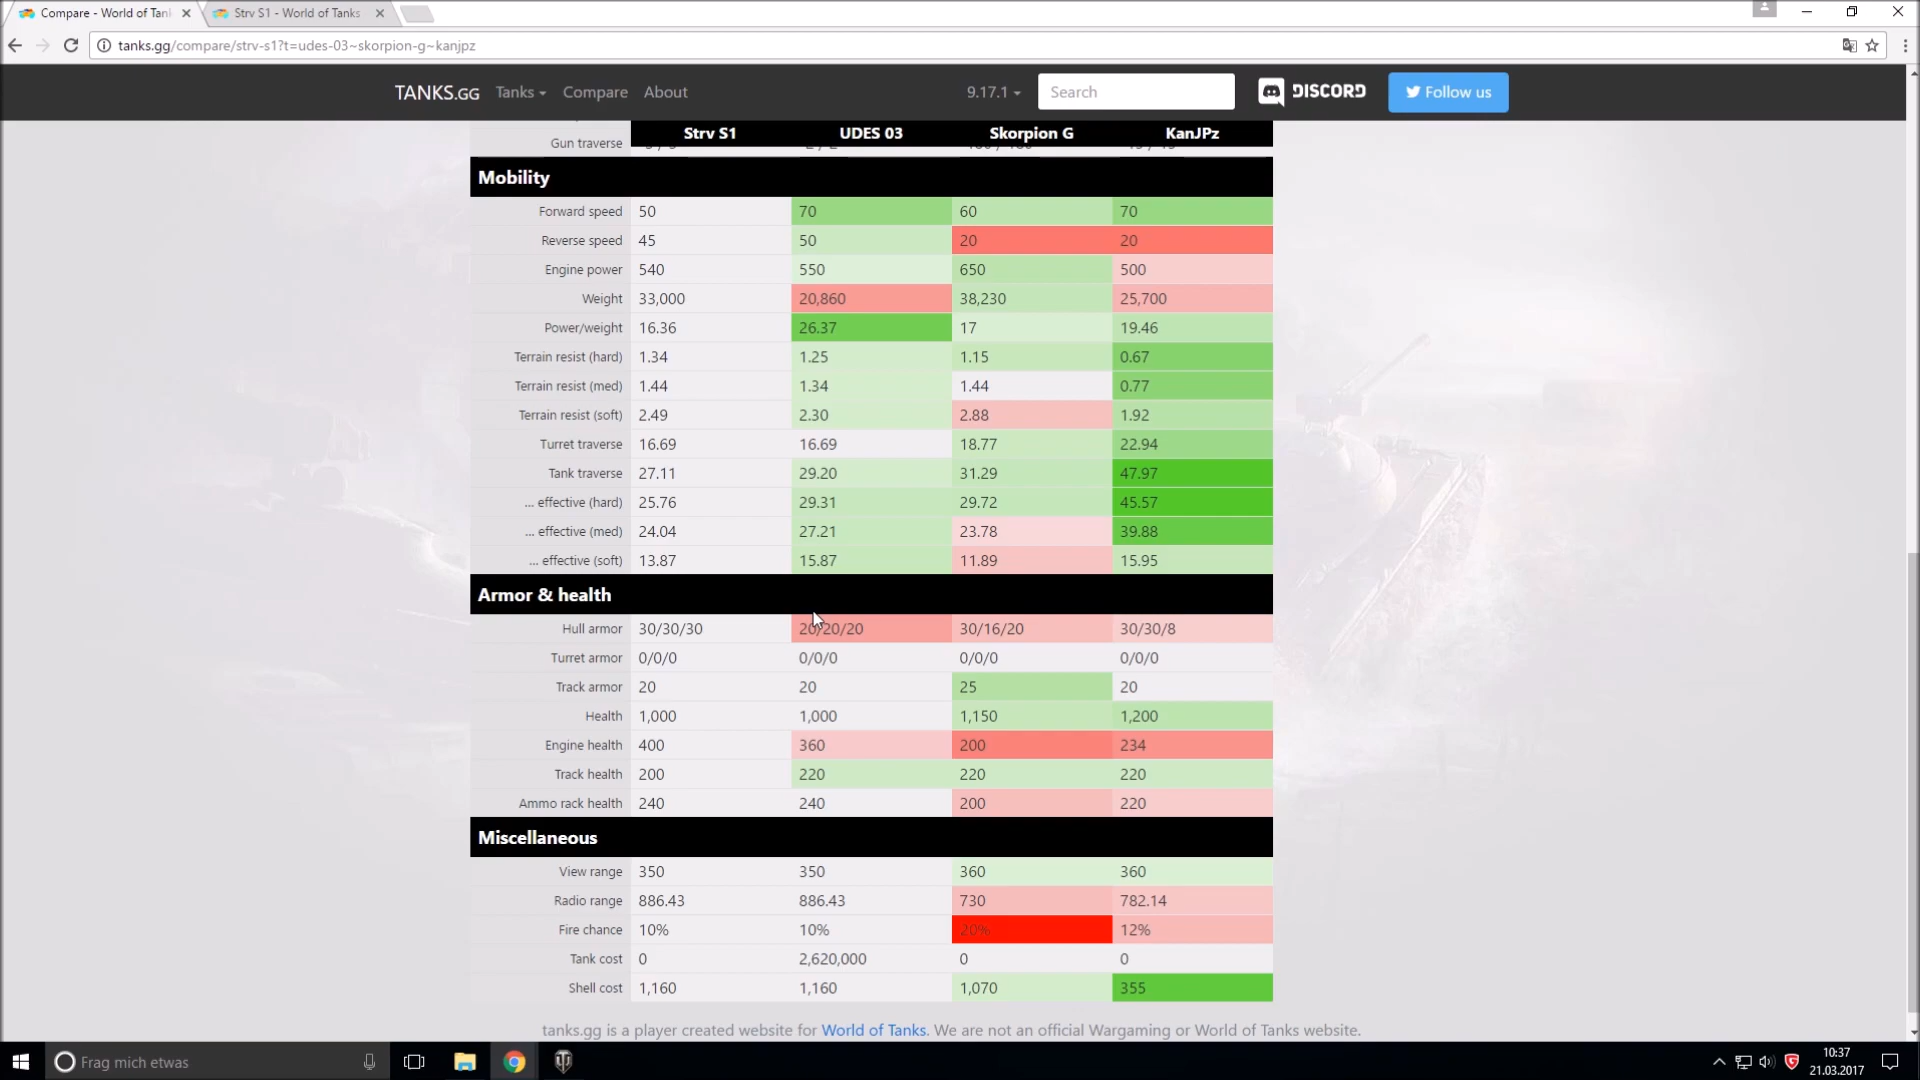 Compare - World of Tan
Strv S1 - World of Tanks
tanks.gg/compare/strv-s1?t=udes-03~skorpion-g~kanjpz
TANKS.GG Tanks Compare About 9.17.1 Search DISCORD Follow us
Strv S1 UDES 03 Skorpion G KanJPz
Gun traverse
Mobility
Forward speed 50 70 60 70
Reverse speed 45 50 20 20
Engine power 540 550 650 500
Weight 33,000 20,860 38,230 25,700
Power/weight 16.36 26.37 17 19.46
Terrain resist (hard) 1.34 1.25 1.15 0.67
Terrain resist (med) 1.44 1.34 1.44 0.77
Terrain resist (soft) 2.49 2.30 2.88 1.92
Turret traverse 16.69 16.69 18.77 22.94
Tank traverse 27.11 29.20 31.29 47.97
... effective (hard) 25.76 29.31 29.72 45.57
... effective (med) 24.04 27.21 23.78 39.88
... effective (soft) 13.87 15.87 11.89 15.95
Armor & health
Hull armor 30/30/30 20/20/20 30/16/20 30/30/8
Turret armor 0/0/0 0/0/0 0/0/0 0/0/0
Track armor 20 20 25 20
Health 1,000 1,000 1,150 1,200
Engine health 400 360 200 234
Track health 200 220 220 220
Ammo rack health 240 240 200 220
Miscellaneous
View range 350 350 360 360
Radio range 886.43 886.43 730 782.14
Fire chance 10% 10% 20% 12%
Tank cost 0 2,620,000 0 0
Shell cost 1,160 1,160 1,070 355
tanks.gg is a player created website for World of Tanks. We are not an official Wargaming or World of Tanks website.
Frag mich etwas
10:37
21.03.2017